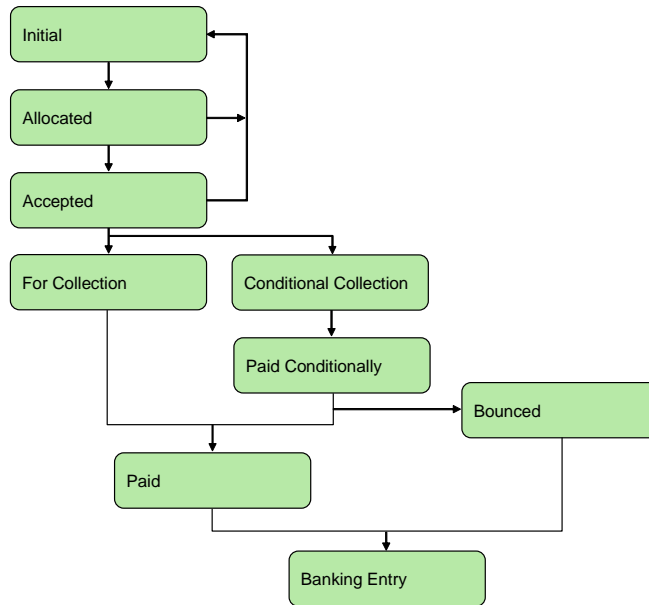 Initial
Allocated
Accepted
For Collection
Conditional Collection
Paid Conditionally
Bounced
Paid
Banking Entry